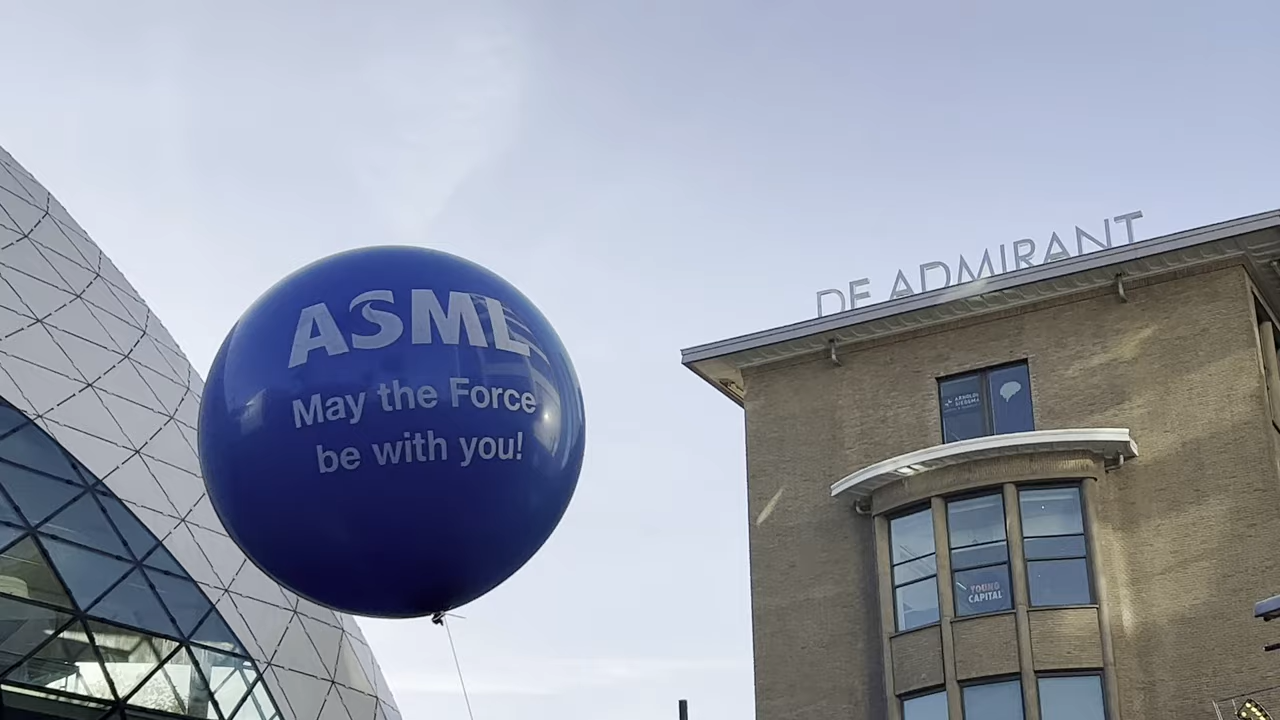 ASML
May the Force
be with you!
DE ADMIRANT
YOUNG
CAPITAL